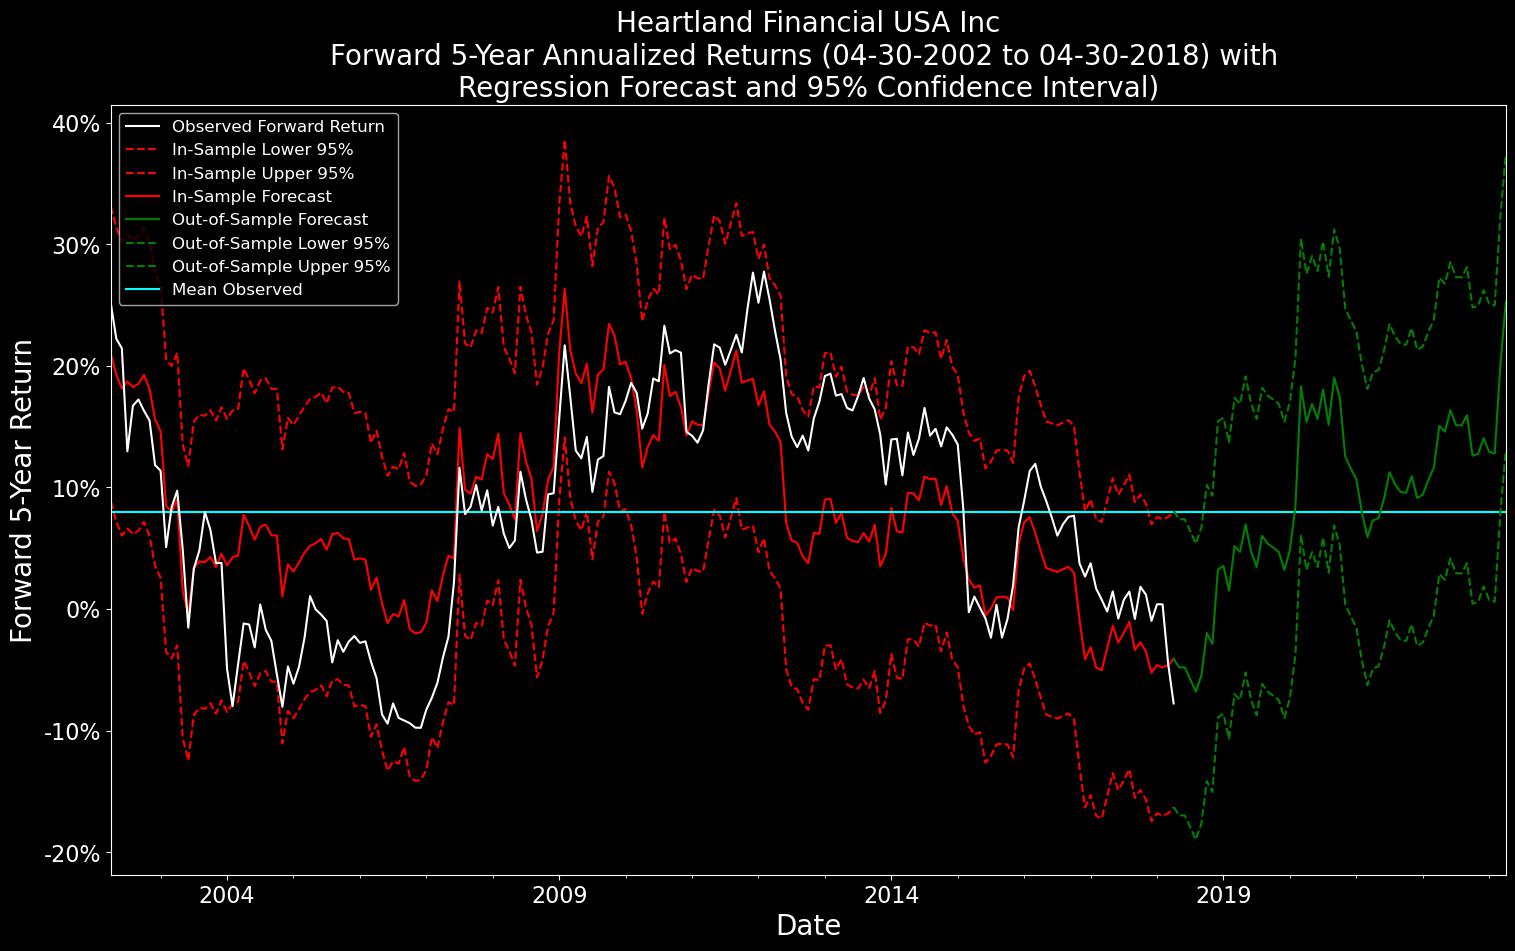 Heartland Financial USA Inc
Forward 5-Year Annualized Returns (04-30-2002 to 04-30-2018) with
Regression Forecast and 95% Confidence Interval)
Forward 5-Year Return
40%
30%
20%
10%
0%
-10%
-20%
Observed Forward Return
In-Sample Lower 95%
In-Sample Upper 95%
In-Sample Forecast
Out-of-Sample Forecast
Out-of-Sample Lower 95%
Out-of-Sample Upper 95%
Mean Observed
2004
2009
2014
2019
Date